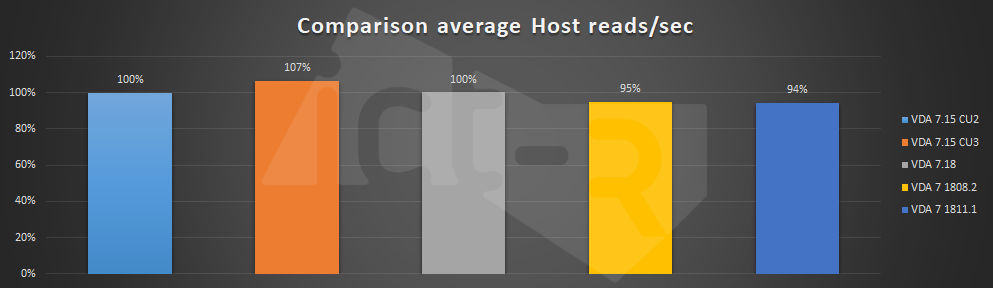 Comparison average Host reads/sec
120%
100%
80%
60%
40%
20%
0%
100%
107%
100%
95%
94%
VDA 7.15 CU2
VDA 7.15 CU3
VDA 7.18
VDA 7 1808.2
VDA 7 1811.1
ict-R